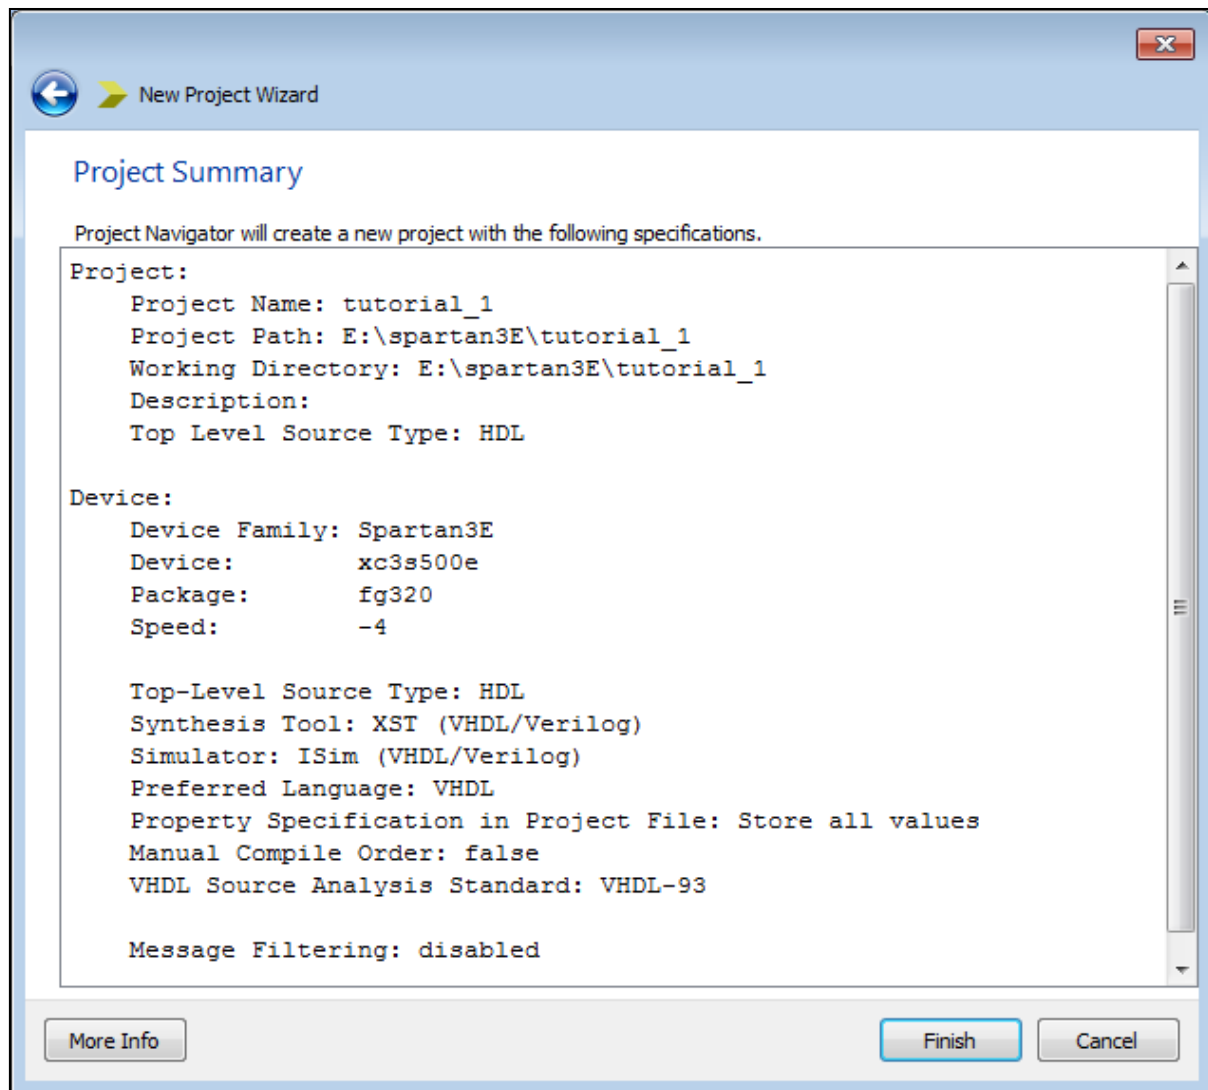 New Project Wizard
Project Summary
Project Navigator will create a new project with the following specifications.
Project:
    Project Name: tutorial_1
    Project Path: E:\spartan3E\tutorial_1
    Working Directory: E:\spartan3E\tutorial_1
    Description:
    Top Level Source Type: HDL

Device:
    Device Family: Spartan3E
    Device:        xc3s500e
    Package:       fg320
    Speed:         -4

    Top-Level Source Type: HDL
    Synthesis Tool: XST (VHDL/Verilog)
    Simulator: ISim (VHDL/Verilog)
    Preferred Language: VHDL
    Property Specification in Project File: Store all values
    Manual Compile Order: false
    VHDL Source Analysis Standard: VHDL-93

    Message Filtering: disabled
More Info
Finish
Cancel